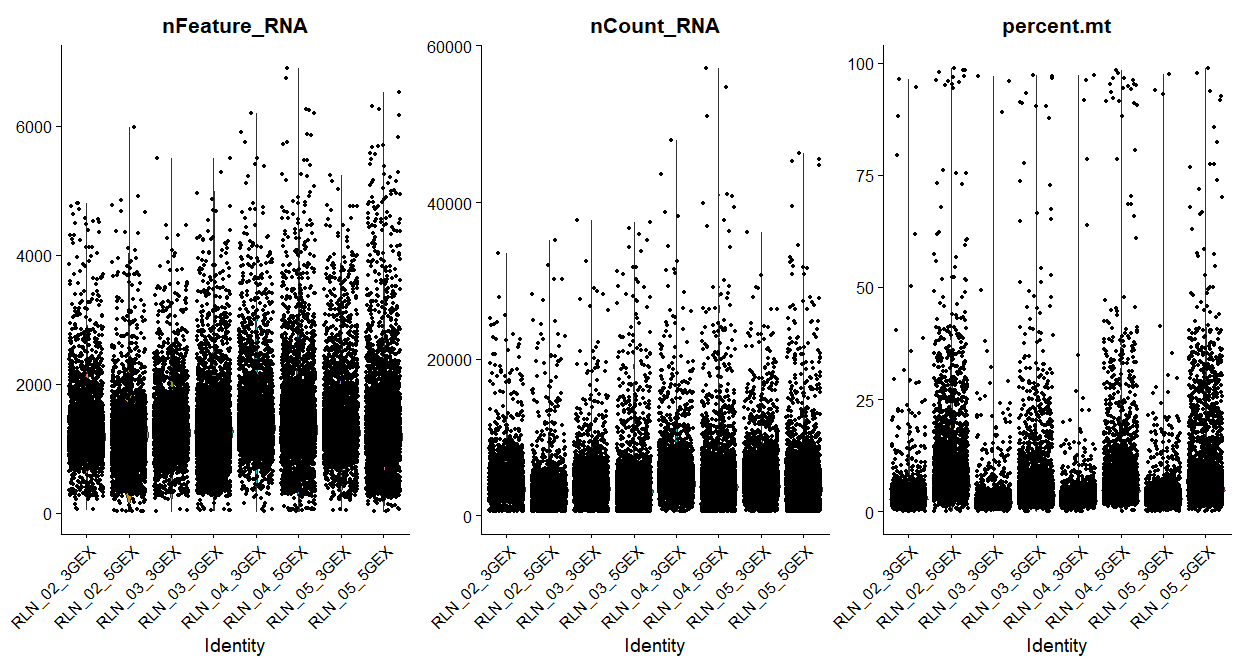 nFeature_RNA
6000
4000
2000
0
RLN_02_3GEX
RLN_02_5GEX
RLN_03_3GEX
RLN_03_5GEX
RLN_04_3GEX
RLN_04_5GEX
RLN_05_3GEX
RLN_05_5GEX
Identity
nCount_RNA
60000
40000
20000
0
RLN_02_3GEX
RLN_02_5GEX
RLN_03_3GEX
RLN_03_5GEX
RLN_04_3GEX
RLN_04_5GEX
RLN_05_3GEX
RLN_05_5GEX
Identity
percent.mt
100
75
50
25
0
RLN_02_3GEX
RLN_02_5GEX
RLN_03_3GEX
RLN_03_5GEX
RLN_04_3GEX
RLN_04_5GEX
RLN_05_3GEX
RLN_05_5GEX
Identity